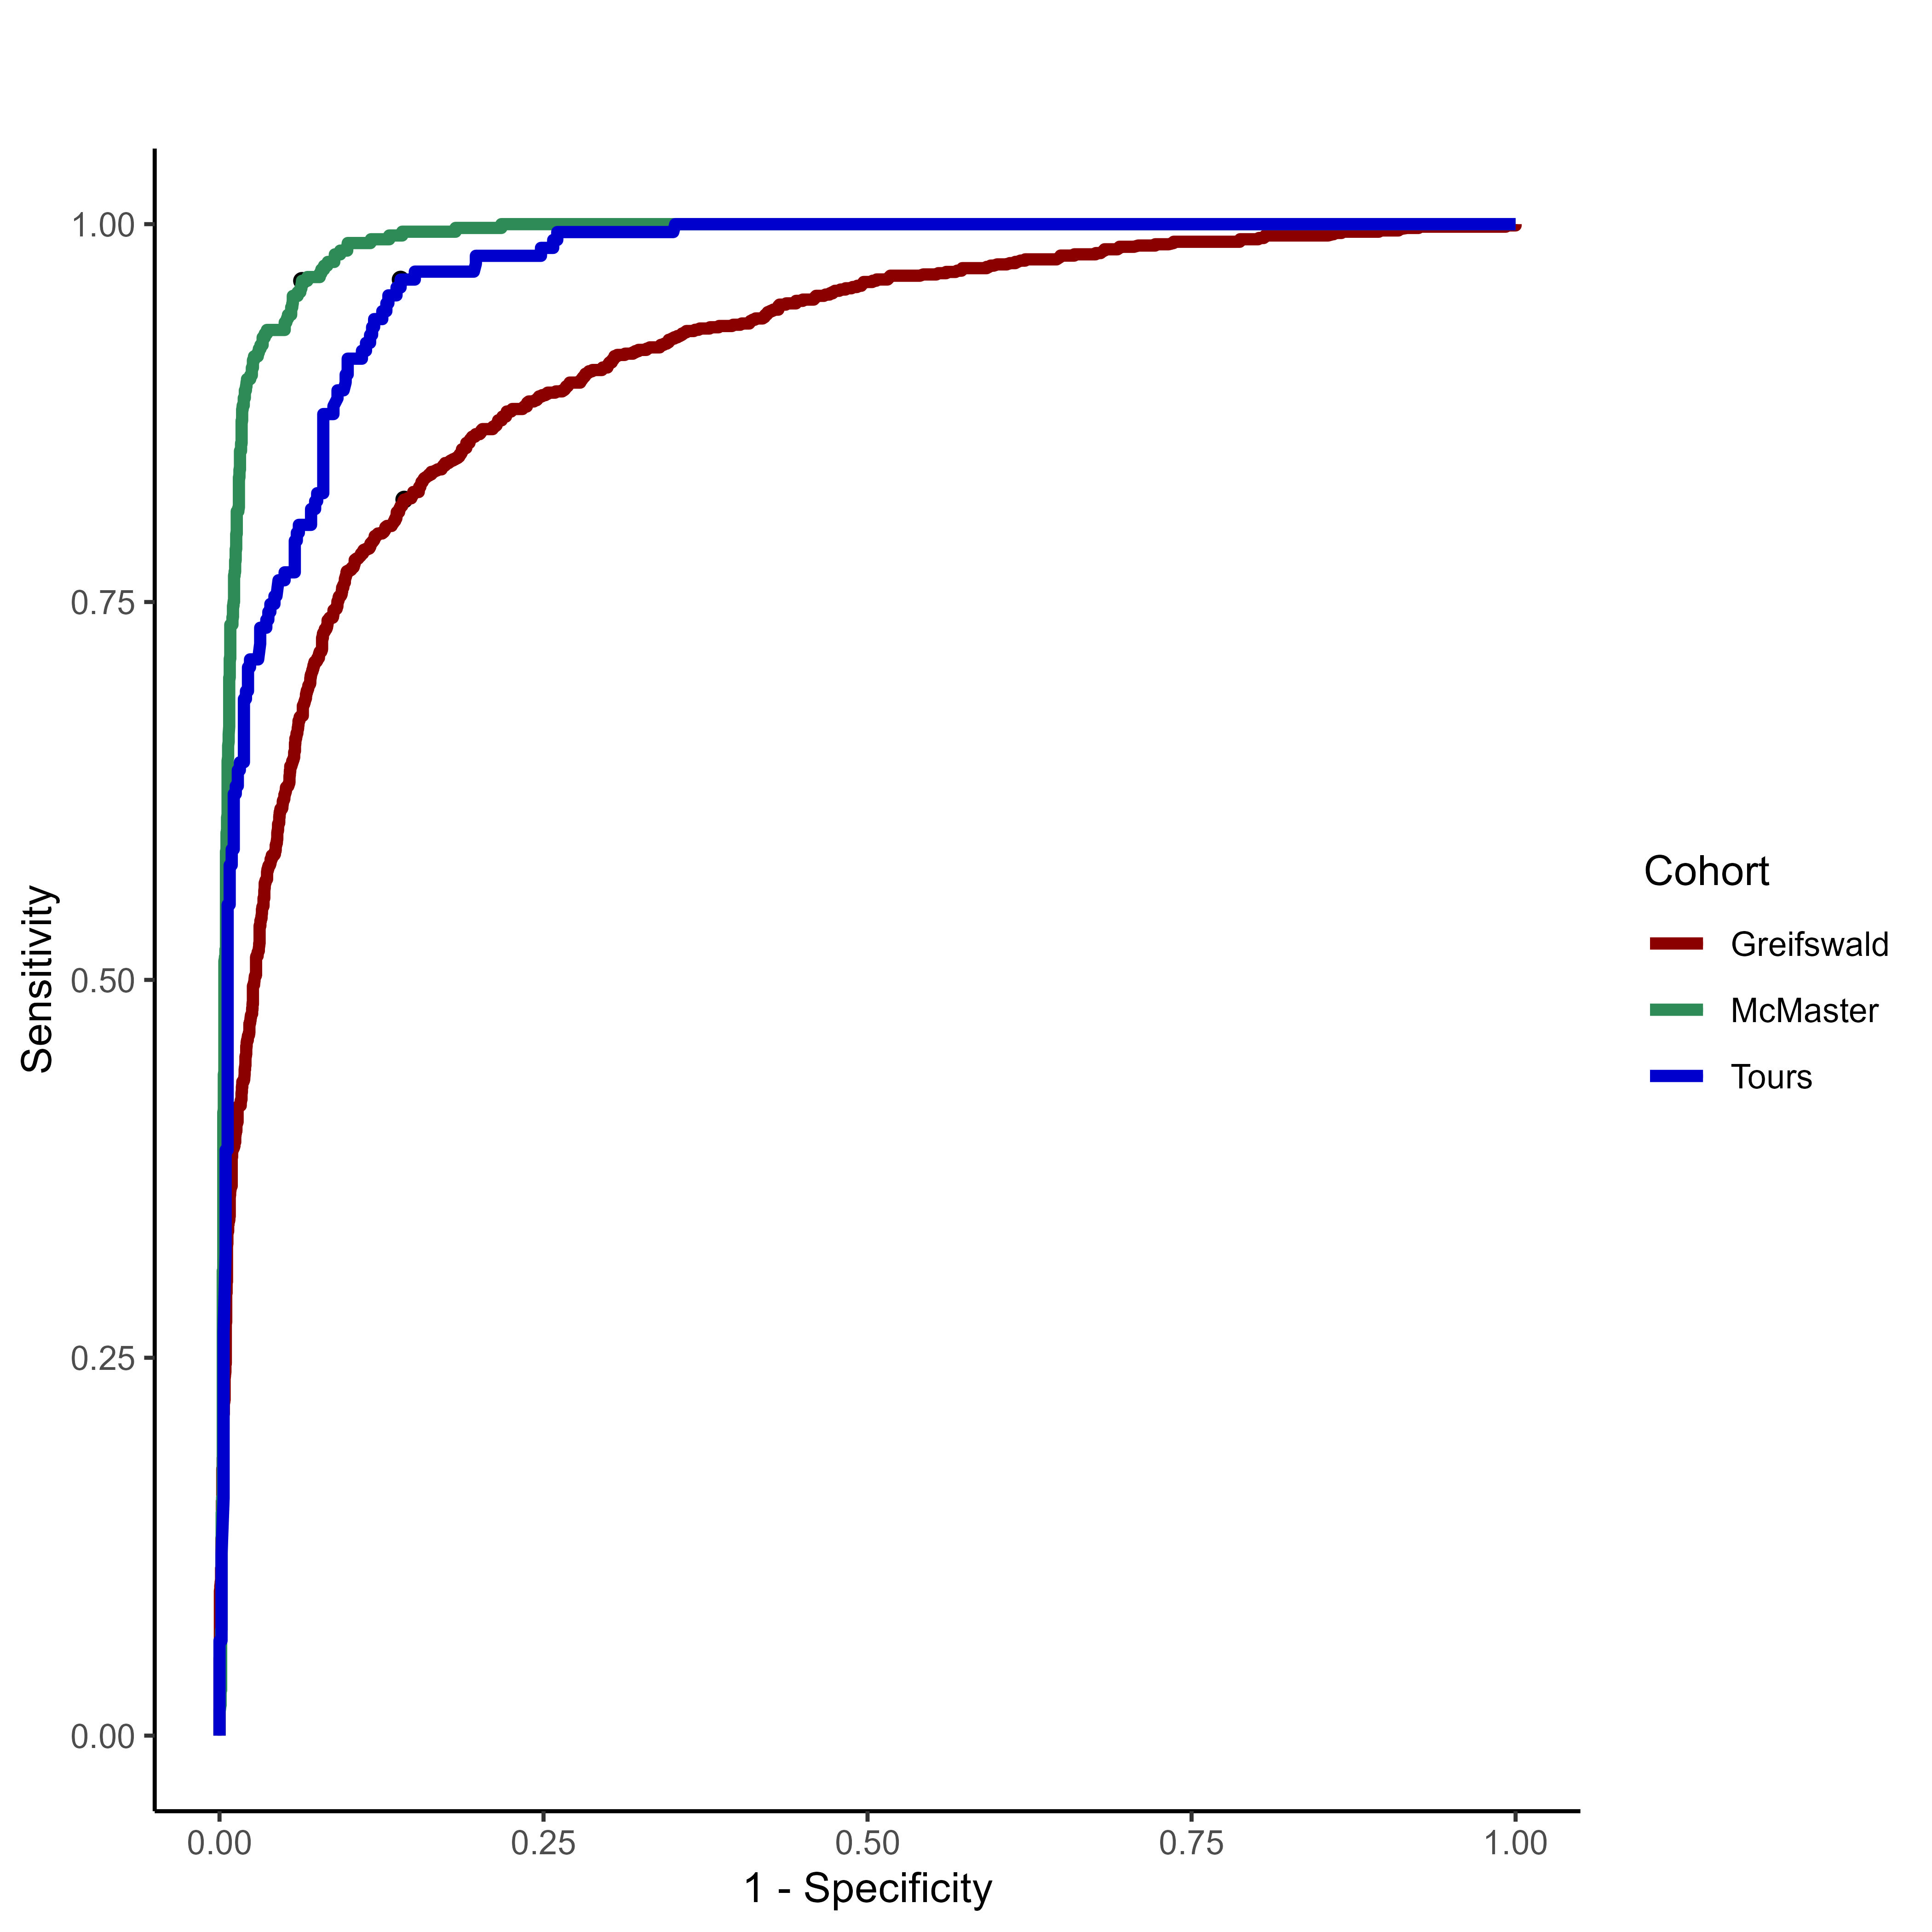 1.00
0.75
0.50
0.25
0.00
Sensitivity
0.00 0.25 0.50 0.75 1.00
1 - Specificity
Cohort
Greifswald
McMaster
Tours